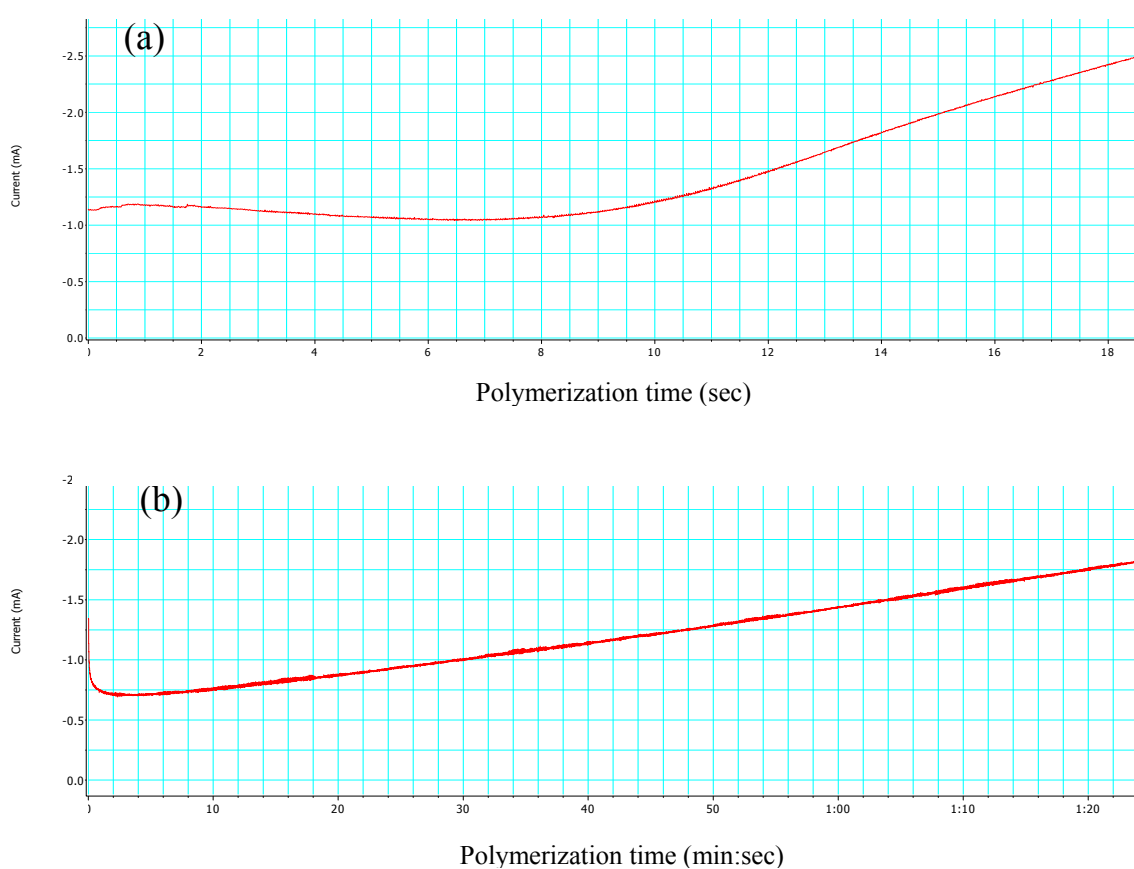 (a)
-2.5
-2.0
-1.5
-1.0
-0.5
0.0
Current (mA)
0 2 4 6 8 10 12 14 16 18
Polymerization time (sec)
(b)
-2
-2.0
-1.5
-1.0
-0.5
0.0
Current (mA)
0 10 20 30 40 50 1:00 1:10 1:20
Polymerization time (min:sec)